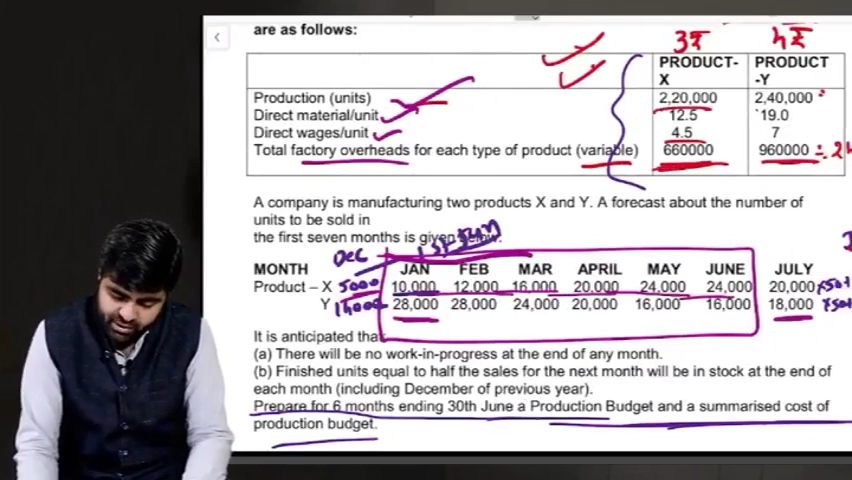 are as follows:
3₹ 4₹
PRODUCT-X PRODUCT-Y
Production (units) 2,20,000 2,40,000
Direct material/unit 12.5 19.0
Direct wages/unit 4.5 7
Total factory overheads for each type of product (variable) 660000 960000 ÷
A company is manufacturing two products X and Y. A forecast about the number of
units to be sold in
the first seven months is given below:
Dec
MONTH JAN FEB MAR APRIL MAY JUNE JULY
Product – X 5000 10,000 12,000 16,000 20,000 24,000 24,000 20,000
Y 14000 28,000 28,000 24,000 20,000 16,000 16,000 18,000
It is anticipated that
(a) There will be no work-in-progress at the end of any month.
(b) Finished units equal to half the sales for the next month will be in stock at the end of
each month (including December of previous year).
Prepare for 6 months ending 30th June a Production Budget and a summarised cost of
production budget.